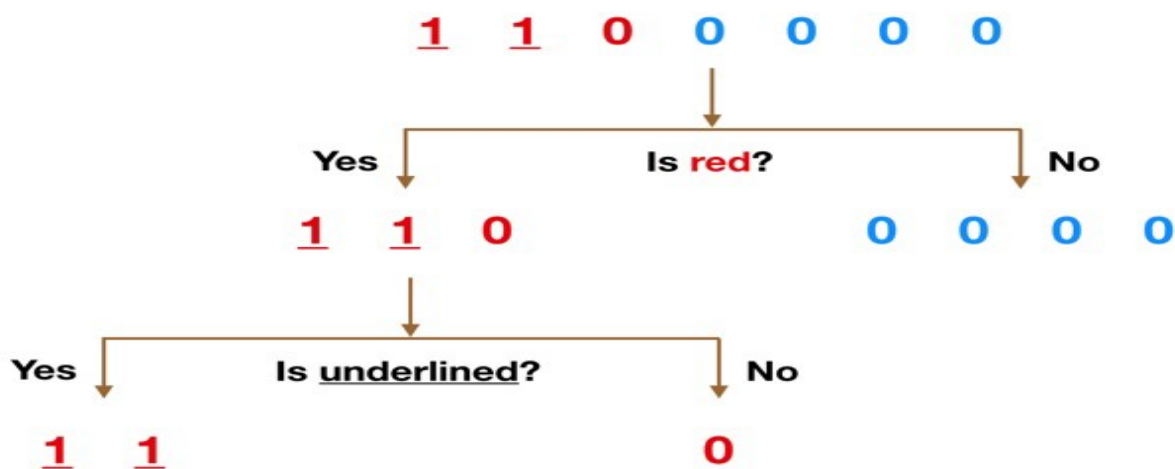 1 1 0 0 0 0 0
Yes Is red? No
1 1 0 0 0 0 0
Yes Is underlined? No
1 1 0